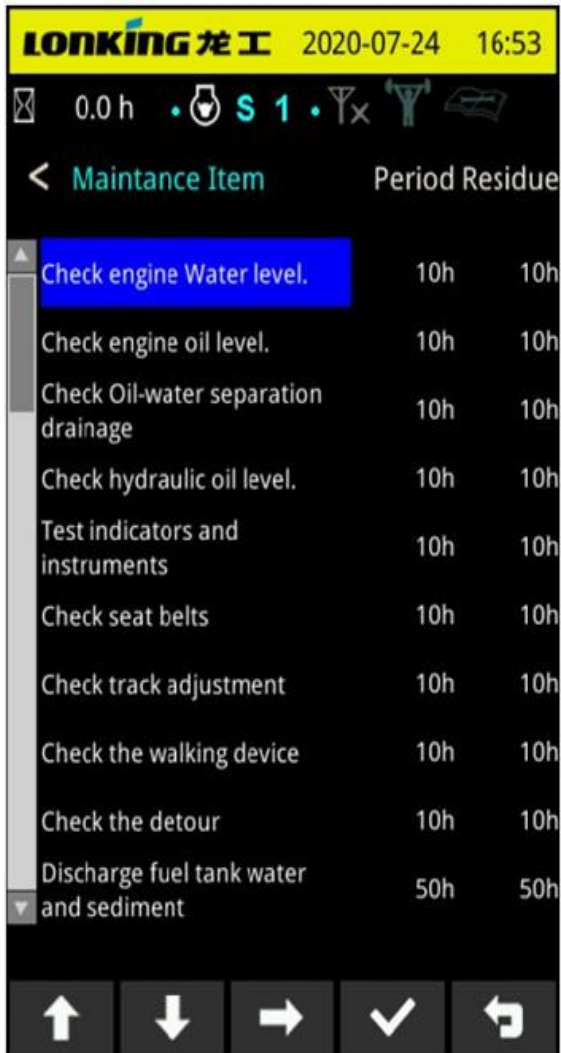 LONKING龙工 2020-07-24 16:53
0.0 h S 1
< Maintance Item Period Residue
Check engine Water level. 10h 10h
Check engine oil level. 10h 10h
Check Oil-water separation
drainage 10h 10h
Check hydraulic oil level. 10h 10h
Test indicators and
instruments 10h 10h
Check seat belts 10h 10h
Check track adjustment 10h 10h
Check the walking device 10h 10h
Check the detour 10h 10h
Discharge fuel tank water
and sediment 50h 50h